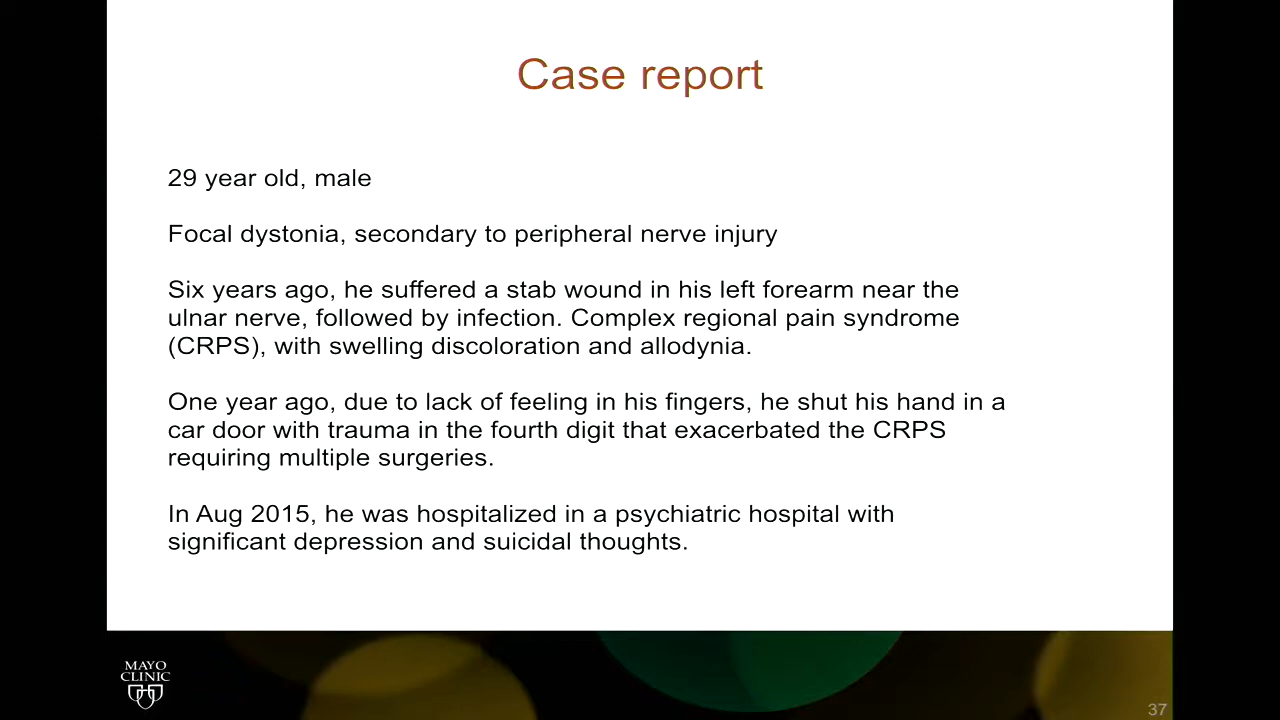 Case report
29 year old, male
Focal dystonia, secondary to peripheral nerve injury
Six years ago, he suffered a stab wound in his left forearm near the
ulnar nerve, followed by infection. Complex regional pain syndrome
(CRPS), with swelling discoloration and allodynia.
One year ago, due to lack of feeling in his fingers, he shut his hand in a
car door with trauma in the fourth digit that exacerbated the CRPS
requiring multiple surgeries.
In Aug 2015, he was hospitalized in a psychiatric hospital with
significant depression and suicidal thoughts.
MAYO
CLINIC
37